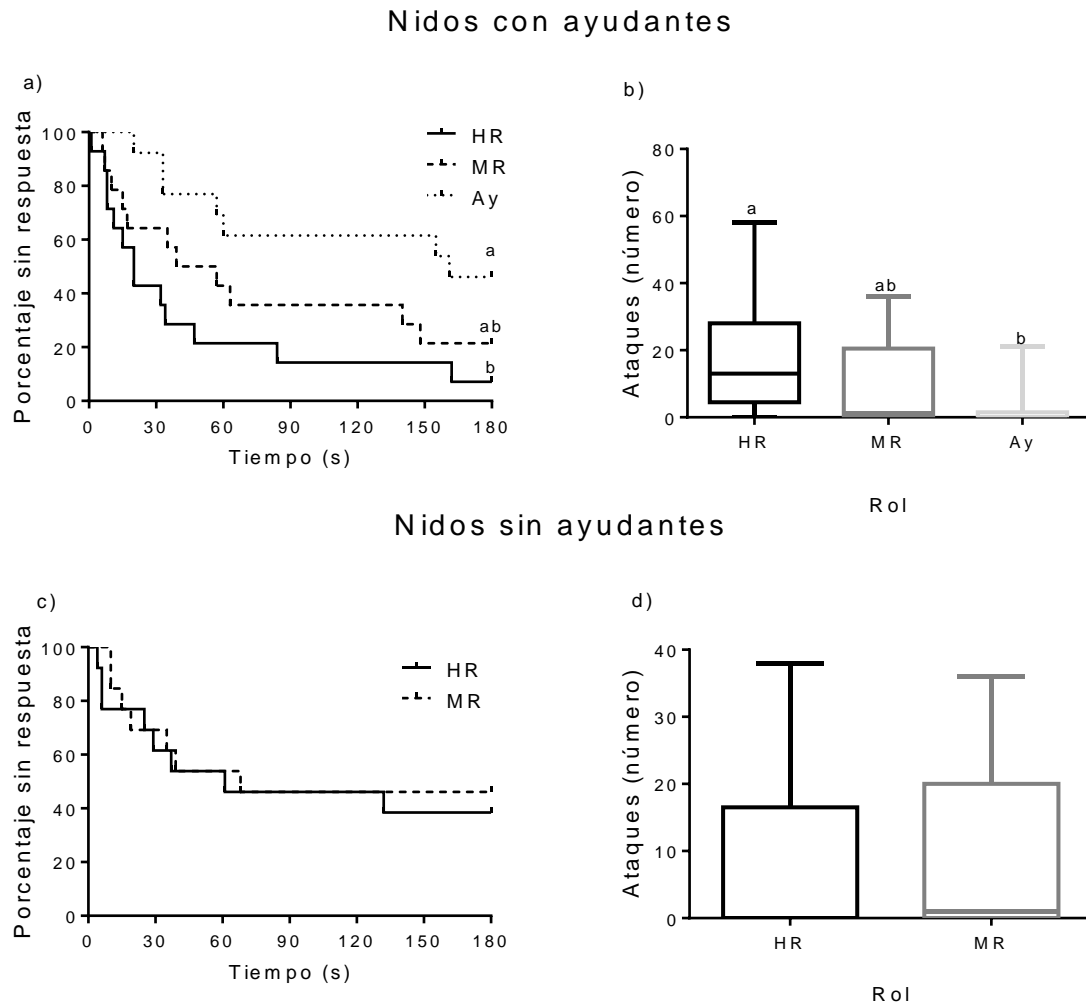 Nidos con ayudantes
a)
Porcentaje sin respuesta
100
80
60
40
20
0
0 30 60 90 120 150 180
Tiempo (s)
HR
MR
Ay
a
ab
b
b)
Ataques (número)
80
60
40
20
0
a
ab
b
HR MR Ay
Rol
Nidos sin ayudantes
c)
Porcentaje sin respuesta
100
80
60
40
20
0
0 30 60 90 120 150 180
Tiempo (s)
HR
MR
d)
Ataques (número)
40
30
20
10
0
HR MR
Rol